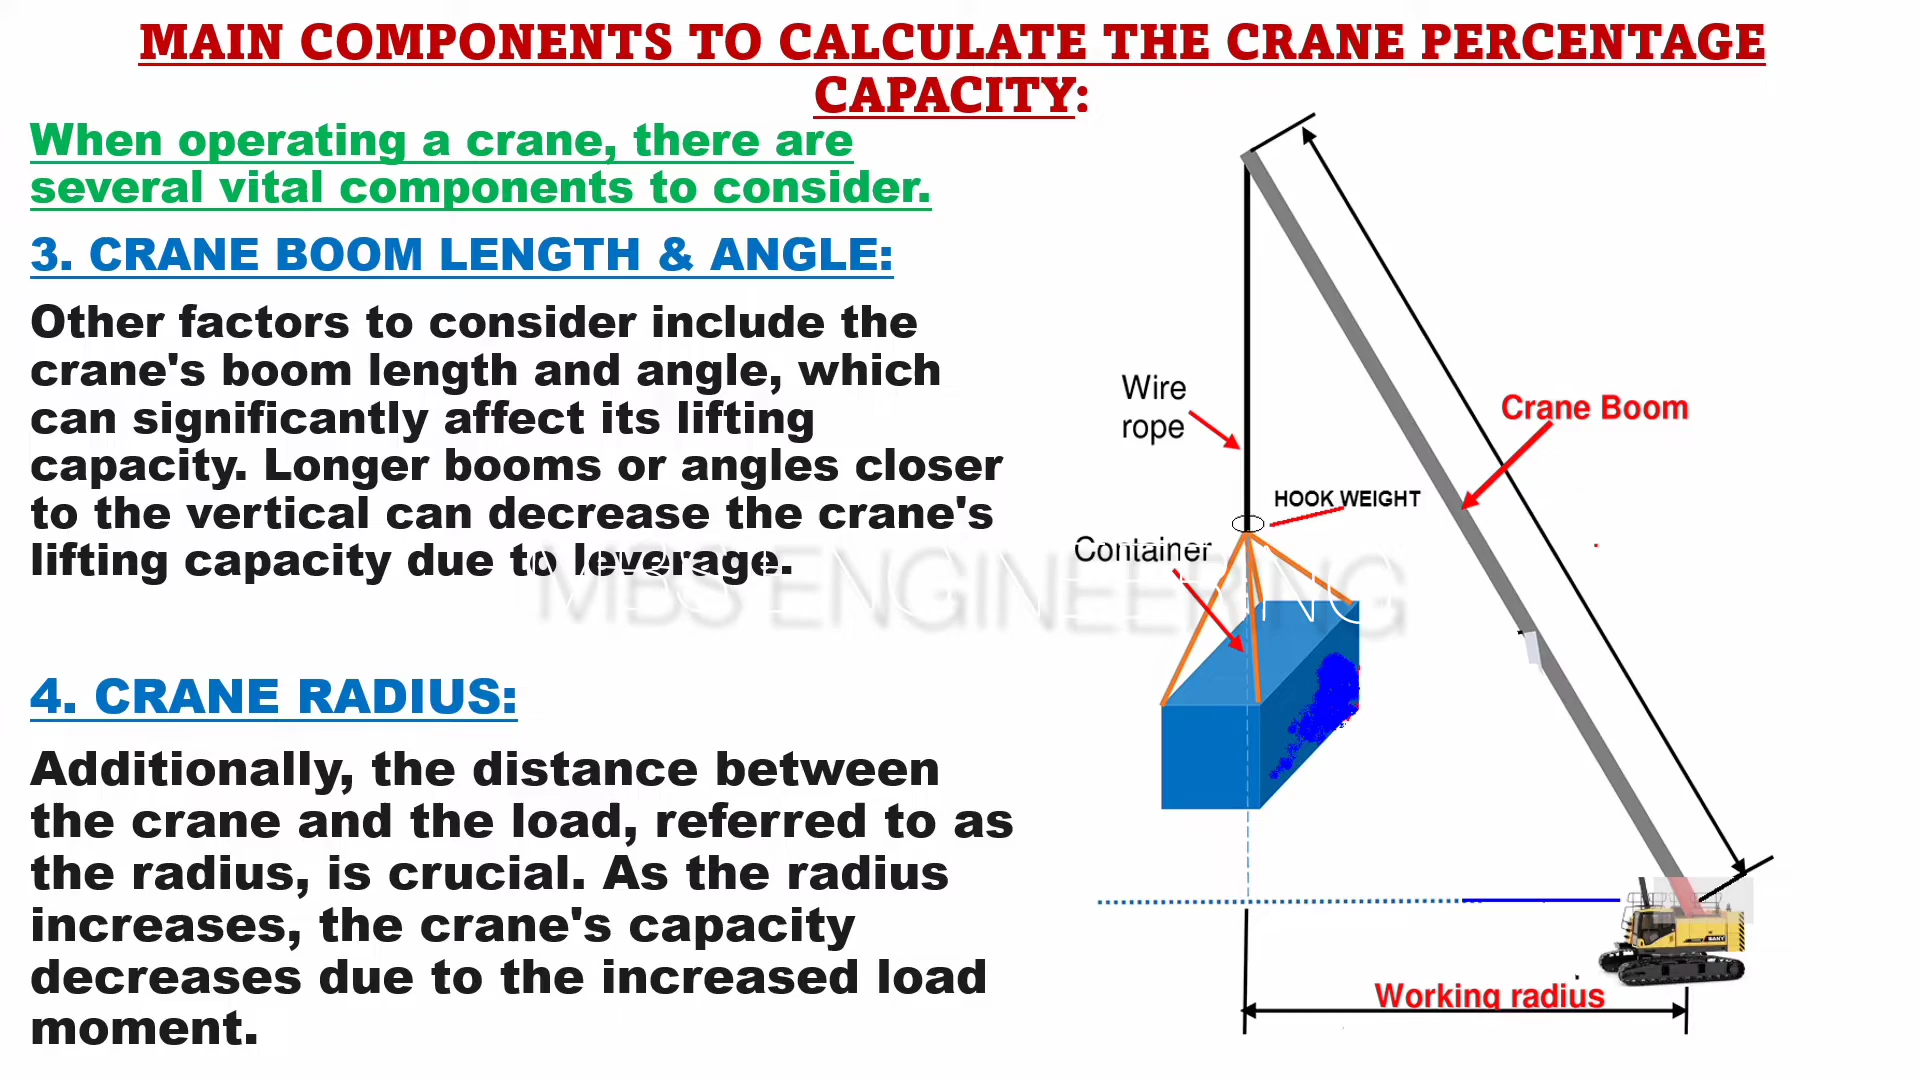 MAIN COMPONENTS TO CALCULATE THE CRANE PERCENTAGE
CAPACITY:
When operating a crane, there are
several vital components to consider.
3. CRANE BOOM LENGTH & ANGLE:
Other factors to consider include the
crane's boom length and angle, which
can significantly affect its lifting
capacity. Longer booms or angles closer
to the vertical can decrease the crane's
lifting capacity due to leverage.
4. CRANE RADIUS:
Additionally, the distance between
the crane and the load, referred to as
the radius, is crucial. As the radius
increases, the crane's capacity
decreases due to the increased load
moment.
Wire
rope
Crane Boom
HOOK WEIGHT
Container
MBS ENGINEERING
SANY
Working radius